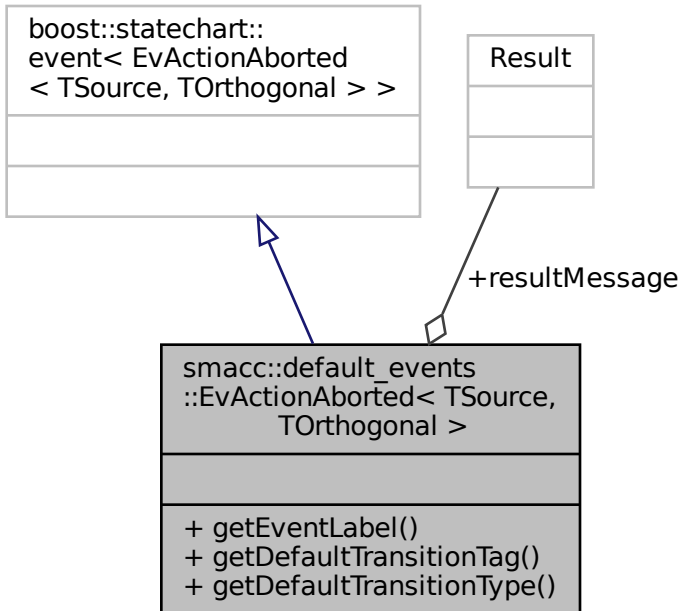 boost::statechart::
event< EvActionAborted
< TSource, TOrthogonal > >
Result
+resultMessage
smacc::default_events
::EvActionAborted< TSource,
TOrthogonal >
+ getEventLabel()
+ getDefaultTransitionTag()
+ getDefaultTransitionType()